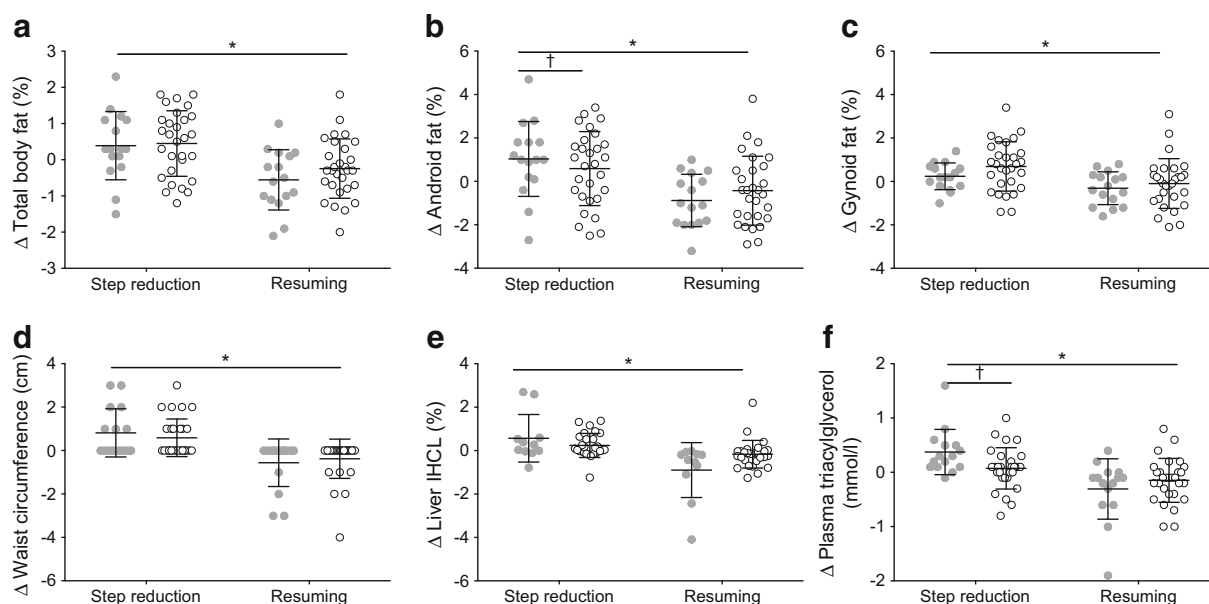 a
Δ Total body fat (%)
3
2
1
0
-1
-2
-3
*
Step reduction
Resuming
b
Δ Android fat (%)
6
4
2
0
-2
-4
*
†
Step reduction
Resuming
c
Δ Gynoid fat (%)
6
4
2
0
-2
-4
*
Step reduction
Resuming
d
Δ Waist circumference (cm)
4
2
0
-2
-4
-6
*
Step reduction
Resuming
e
Δ Liver IHCL (%)
4
2
0
-2
-4
-6
*
Step reduction
Resuming
f
Δ Plasma triacylglycerol
(mmol/l)
2
1
0
-1
-2
*
†
Step reduction
Resuming